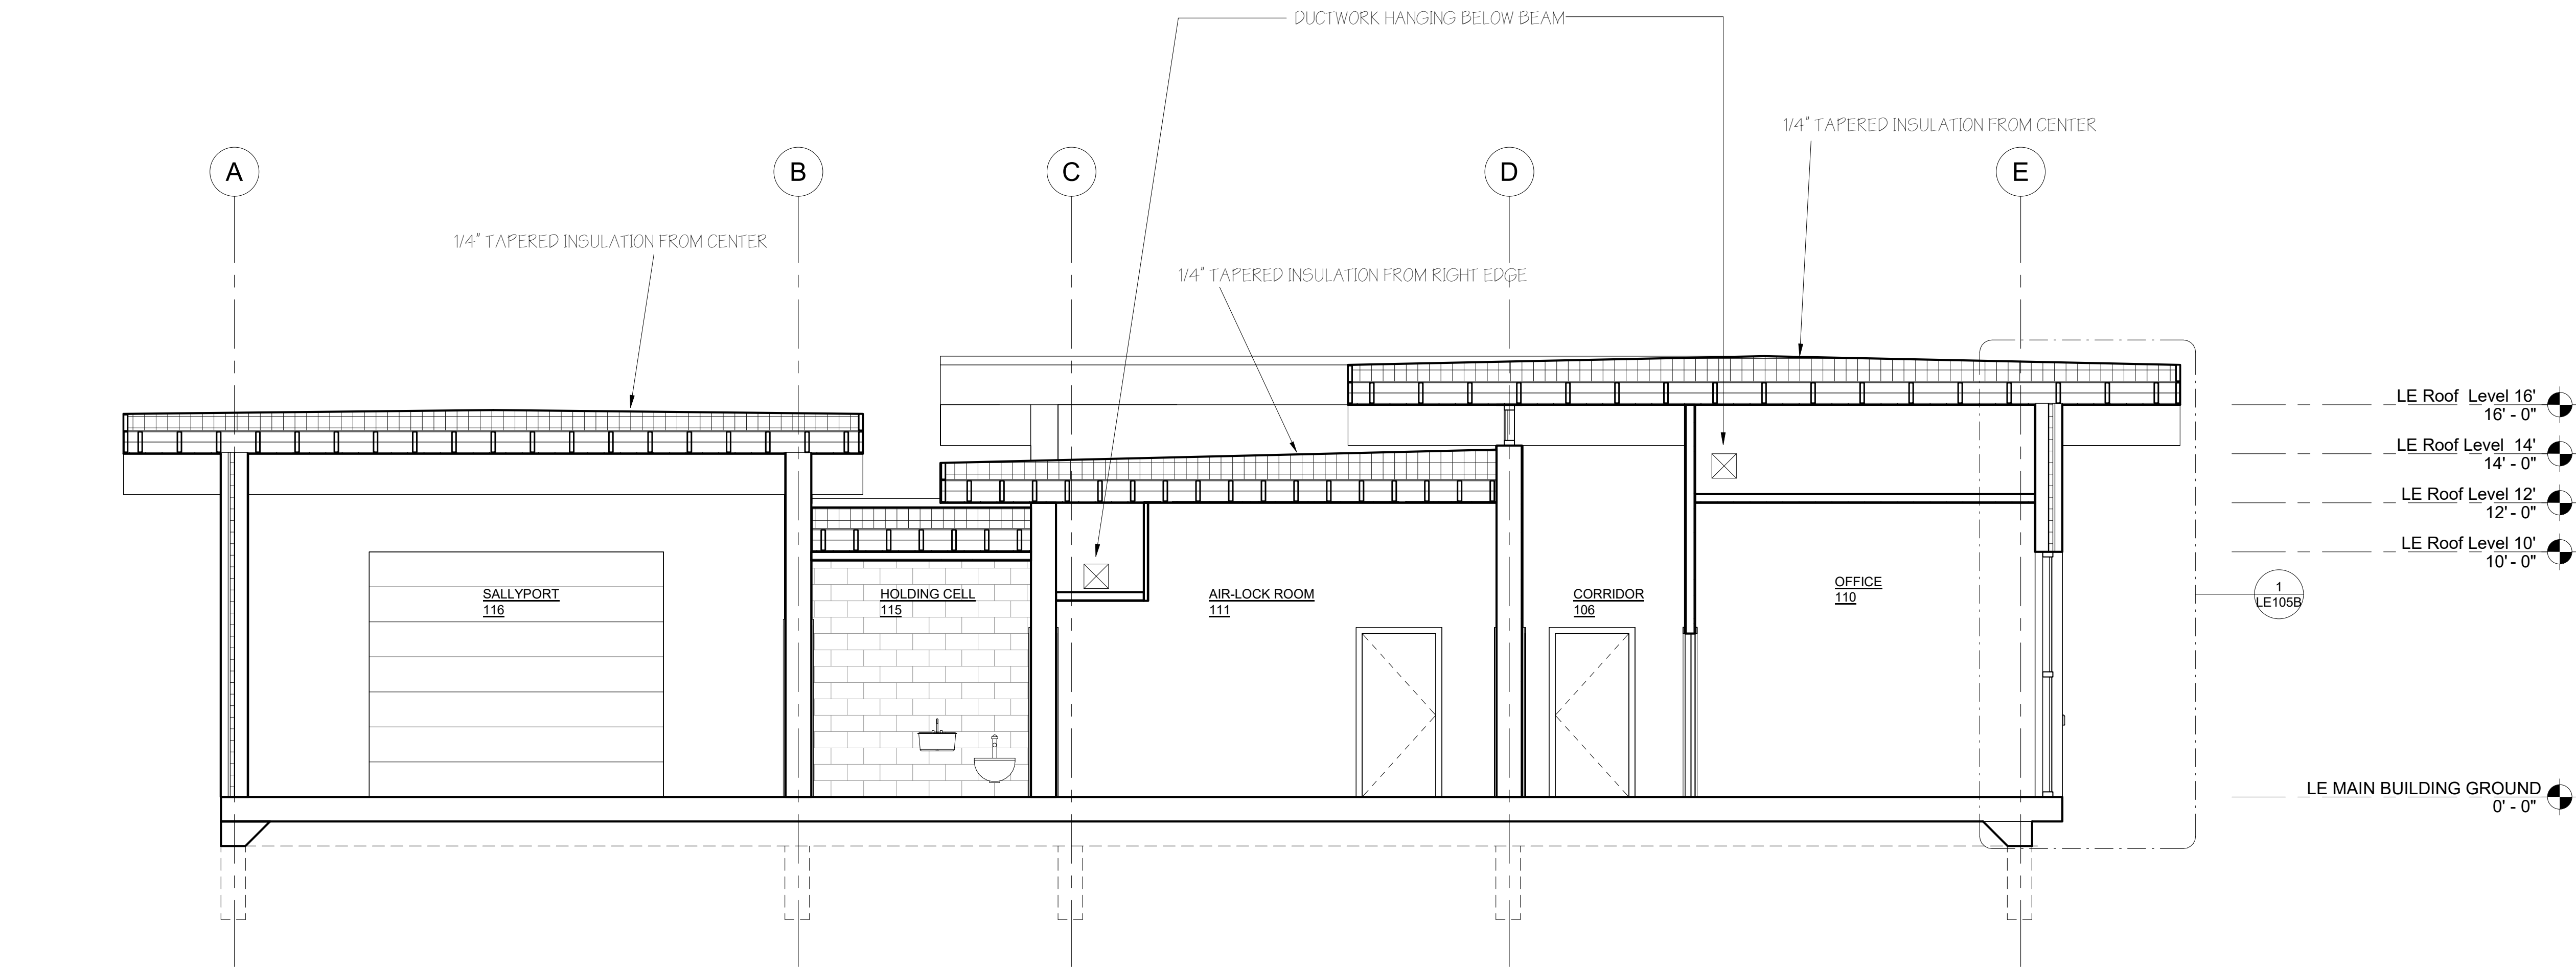 DUCTWORK HANGING BELOW BEAM
1/4" TAPERED INSULATION FROM CENTER
A
B
C
D
E
1/4" TAPERED INSULATION FROM CENTER
1/4" TAPERED INSULATION FROM RIGHT EDGE
LE Roof Level 16'
16' - 0"
LE Roof Level 14'
14' - 0"
LE Roof Level 12'
12' - 0"
LE Roof Level 10'
10' - 0"
SALLYPORT
116
HOLDING CELL
115
AIR-LOCK ROOM
111
CORRIDOR
106
OFFICE
110
1
LE105B
LE MAIN BUILDING GROUND
0' - 0"